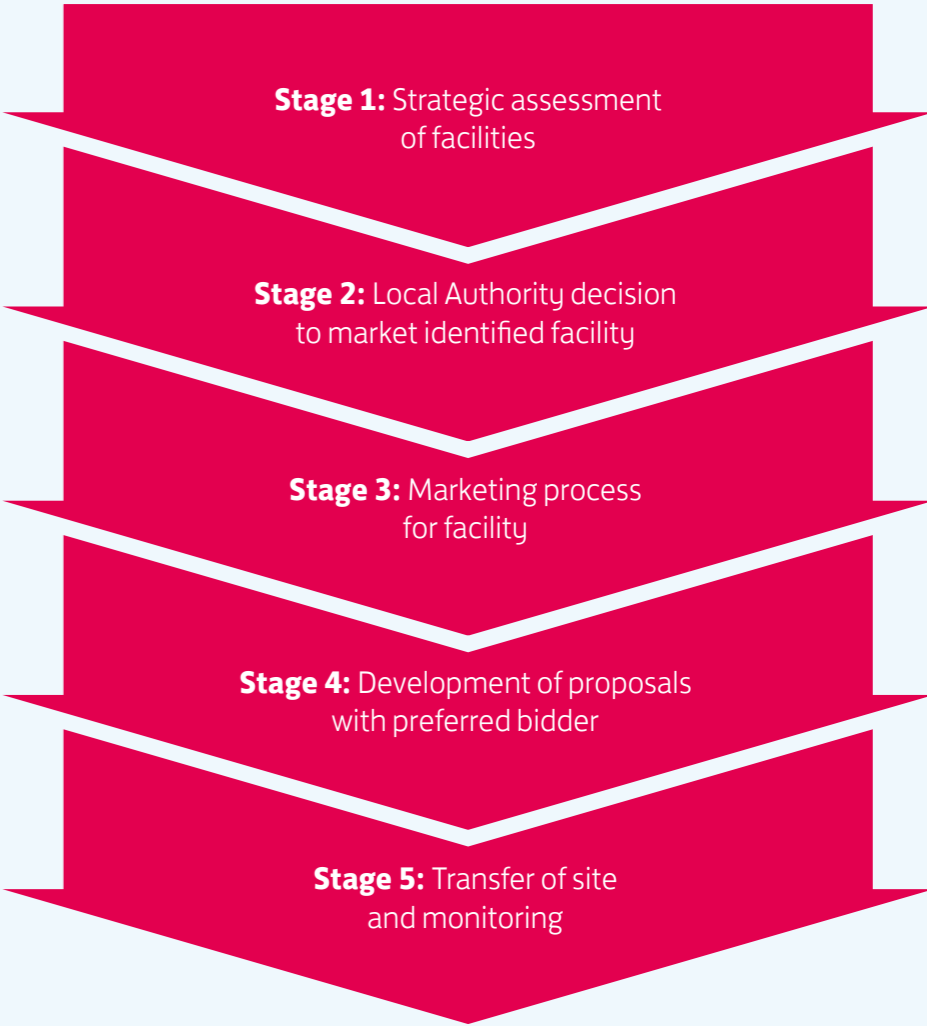 Stage 1: Strategic assessment
of facilities
Stage 2: Local Authority decision
to market identified facility
Stage 3: Marketing process
for facility
Stage 4: Development of proposals
with preferred bidder
Stage 5: Transfer of site
and monitoring